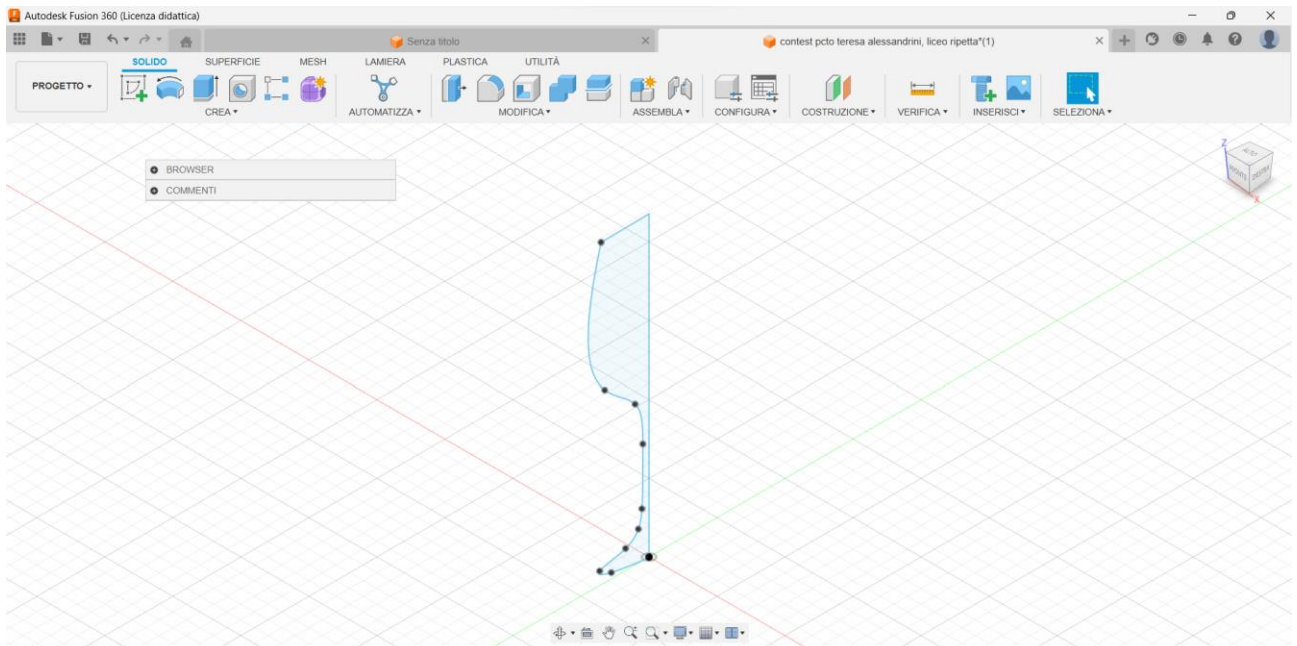 Autodesk Fusion 360 (Licenza didattica)
Senza titolo
contest pcto teresa alessandrini, liceo ripetta*(1)
SOLIDO SUPERFICIE MESH LAMIERA PLASTICA UTILITÀ
PROGETTO
CREA AUTOMATIZZA MODIFICA ASSEMBLA CONFIGURA COSTRUZIONE VERIFICA INSERISCI SELEZIONA
BROWSER
COMMENTI
Z
ALTO
X